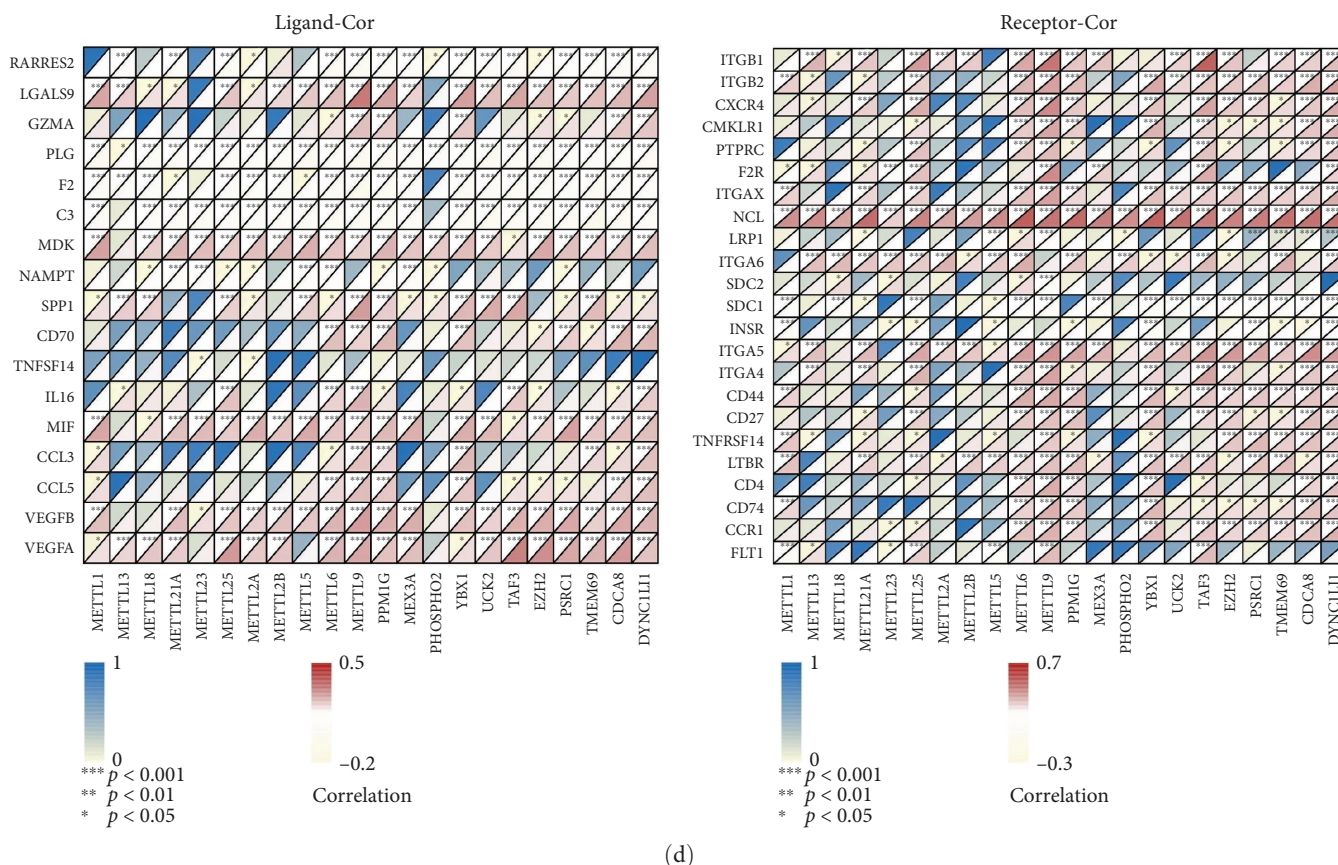 Ligand-Cor
RARRES2
LGALS9
GZMA
PLG
F2
C3
MDK
NAMPT
SPP1
CD70
TNFSF14
IL16
MIF
CCL3
CCL5
VEGFB
VEGFA
METTL1
METTL13
METTL18
METTL21A
METTL23
METTL25
METTL2A
METTL2B
METTL5
METTL6
METTL9
PPM1G
MEX3A
PHOSPHO2
YBX1
UCK2
TAF3
EZH2
PSRC1
TMEM69
CDCA8
DYNC1LI1
1
0
0.5
−0.2
*** p < 0.001
** p < 0.01
* p < 0.05
Correlation
Receptor-Cor
ITGB1
ITGB2
CXCR4
CMKLR1
PTPRC
F2R
ITGAX
NCL
LRP1
ITGA6
SDC2
SDC1
INSR
ITGA5
ITGA4
CD44
CD27
TNFRSF14
LTBR
CD4
CD74
CCR1
FLT1
METTL1
METTL13
METTL18
METTL21A
METTL23
METTL25
METTL2A
METTL2B
METTL5
METTL6
METTL9
PPM1G
MEX3A
PHOSPHO2
YBX1
UCK2
TAF3
EZH2
PSRC1
TMEM69
CDCA8
DYNC1LI1
1
0
0.7
−0.3
*** p < 0.001
** p < 0.01
* p < 0.05
Correlation
(d)